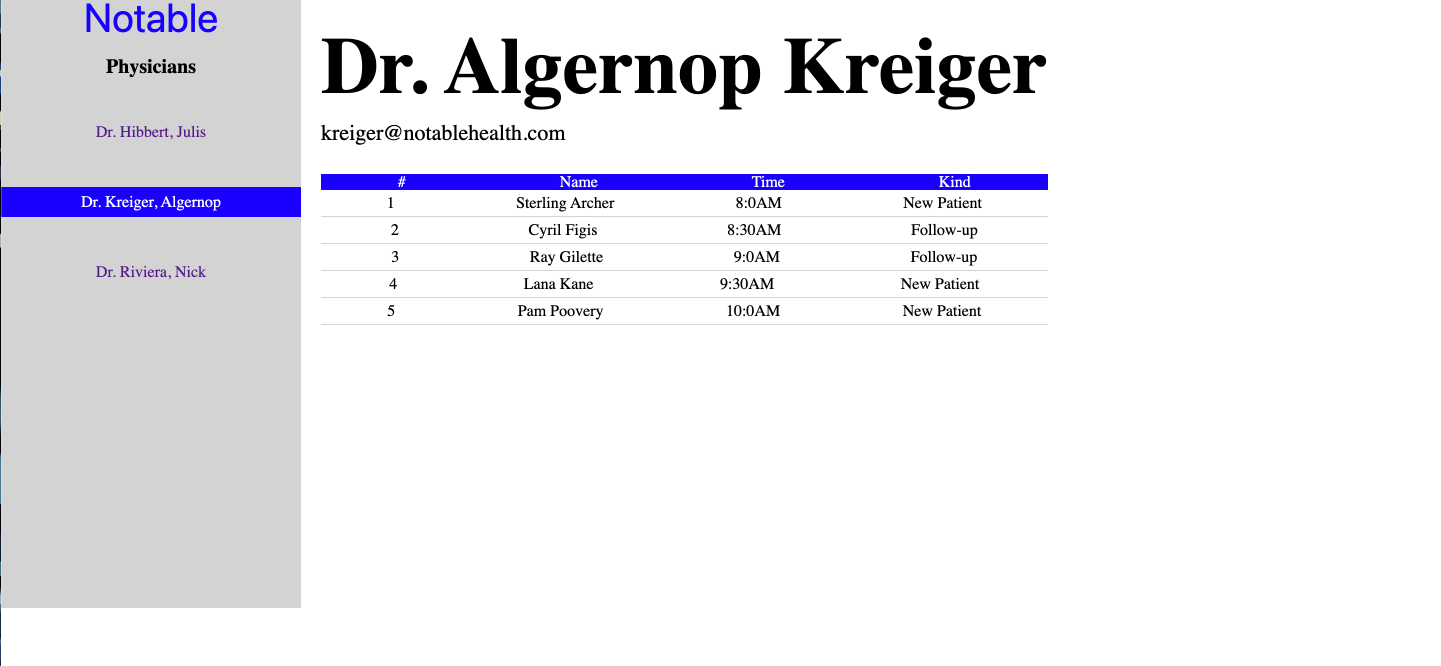 Notable
Physicians
Dr. Hibbert, Julis
Dr. Kreiger, Algernop
Dr. Riviera, Nick
Dr. Algernop Kreiger
kreiger@notablehealth.com
# Name Time Kind
1 Sterling Archer 8:0AM New Patient
2 Cyril Figis 8:30AM Follow-up
3 Ray Gilette 9:0AM Follow-up
4 Lana Kane 9:30AM New Patient
5 Pam Poovery 10:0AM New Patient